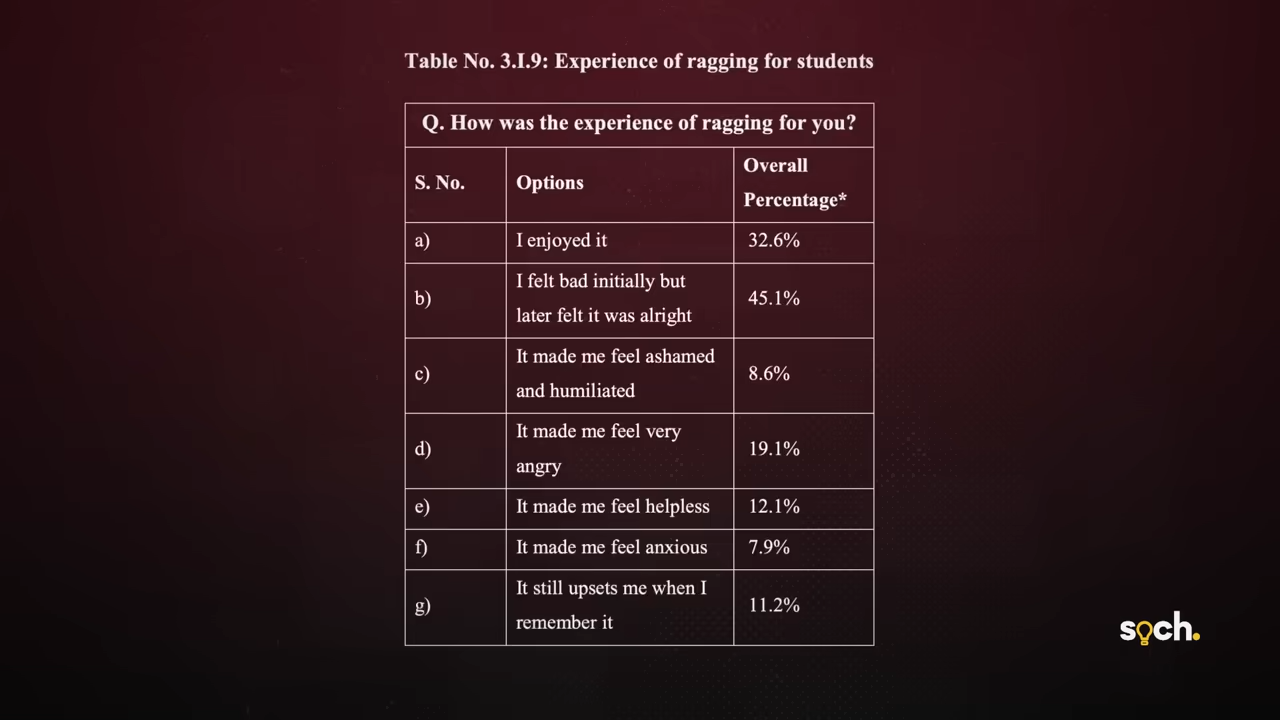 Table No. 3.I.9: Experience of ragging for students
Q. How was the experience of ragging for you?
S. No. Options Overall Percentage*
a) I enjoyed it 32.6%
b) I felt bad initially but later felt it was alright 45.1%
c) It made me feel ashamed and humiliated 8.6%
d) It made me feel very angry 19.1%
e) It made me feel helpless 12.1%
f) It made me feel anxious 7.9%
g) It still upsets me when I remember it 11.2%
soch.